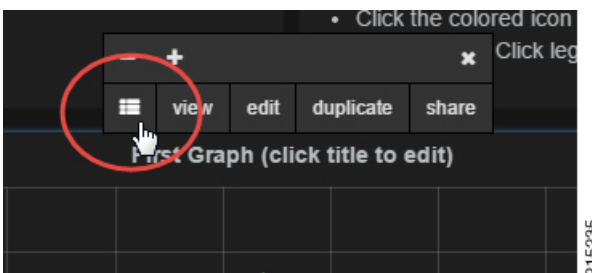 • Click the colored icon
Click leg
view edit duplicate share
First Graph (click title to edit)